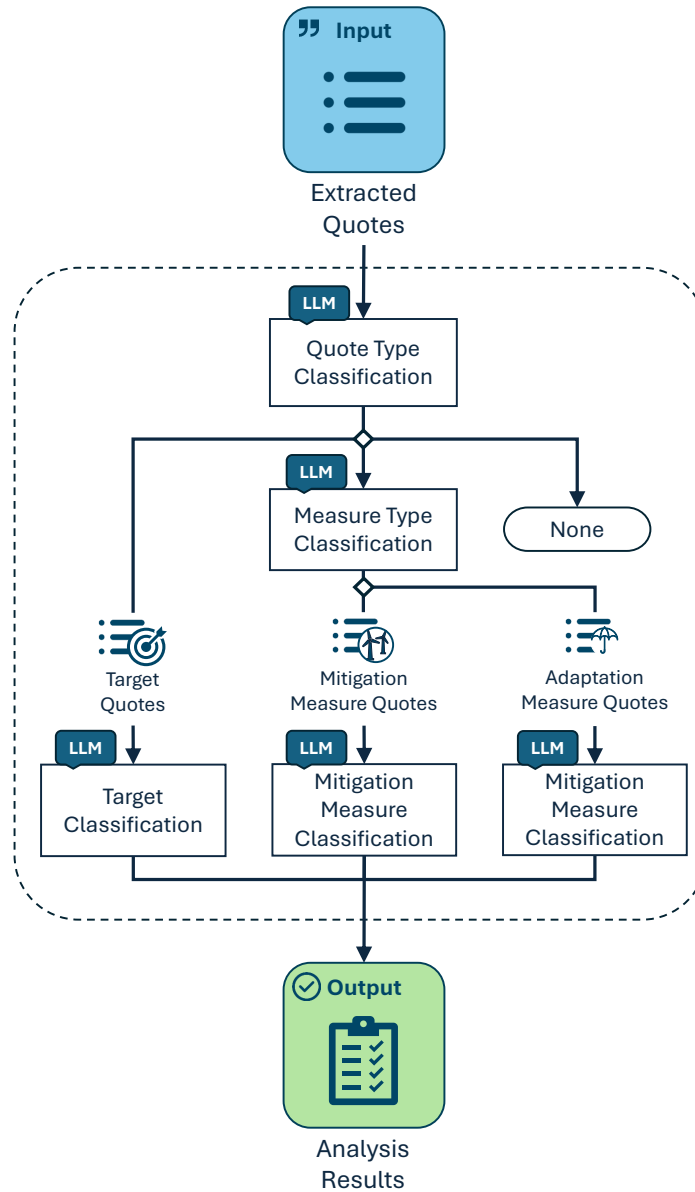 Input
Extracted
Quotes
LLM
Quote Type
Classification
LLM
Measure Type
Classification
None
Target
Quotes
Mitigation
Measure Quotes
Adaptation
Measure Quotes
LLM
Target
Classification
LLM
Mitigation
Measure
Classification
LLM
Mitigation
Measure
Classification
Output
Analysis
Results